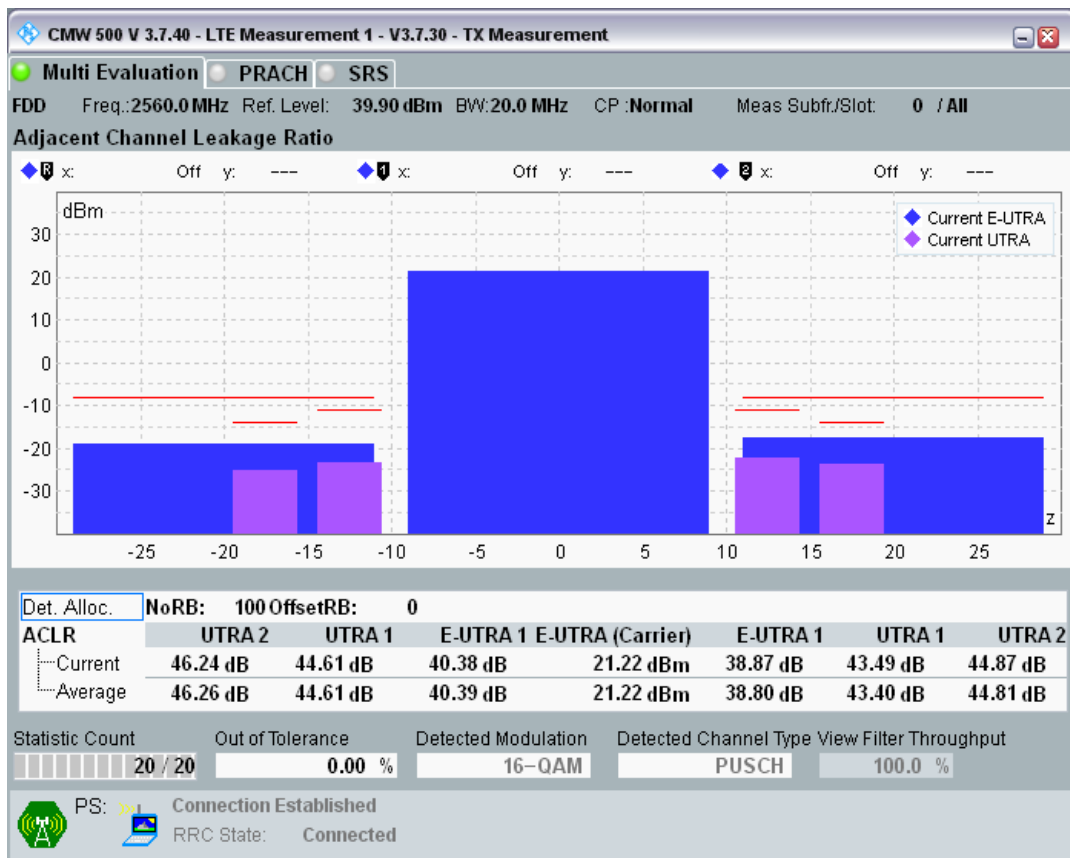 CMW 500 V 3.7.40 - LTE Measurement 1 - V3.7.30 - TX Measurement
Multi Evaluation PRACH SRS
FDD Freq.:2560.0 MHz Ref. Level: 39.90 dBm BW:20.0 MHz CP :Normal Meas Subfr./Slot: 0 / All
Adjacent Channel Leakage Ratio
R x: Off y: --- 1 x: Off y: --- 2 x: Off y: ---
dBm
Current E-UTRA
Current UTRA
30
20
10
0
-10
-20
-30
z
-25 -20 -15 -10 -5 0 5 10 15 20 25
Det. Alloc. NoRB: 100 OffsetRB: 0
ACLR UTRA 2 UTRA 1 E-UTRA 1 E-UTRA (Carrier) E-UTRA 1 UTRA 1 UTRA 2
Current 46.24 dB 44.61 dB 40.38 dB 21.22 dBm 38.87 dB 43.49 dB 44.87 dB
Average 46.26 dB 44.61 dB 40.39 dB 21.22 dBm 38.80 dB 43.40 dB 44.81 dB
Statistic Count Out of Tolerance Detected Modulation Detected Channel Type View Filter Throughput
20 / 20 0.00 % 16-QAM PUSCH 100.0 %
PS: Connection Established
RRC State: Connected